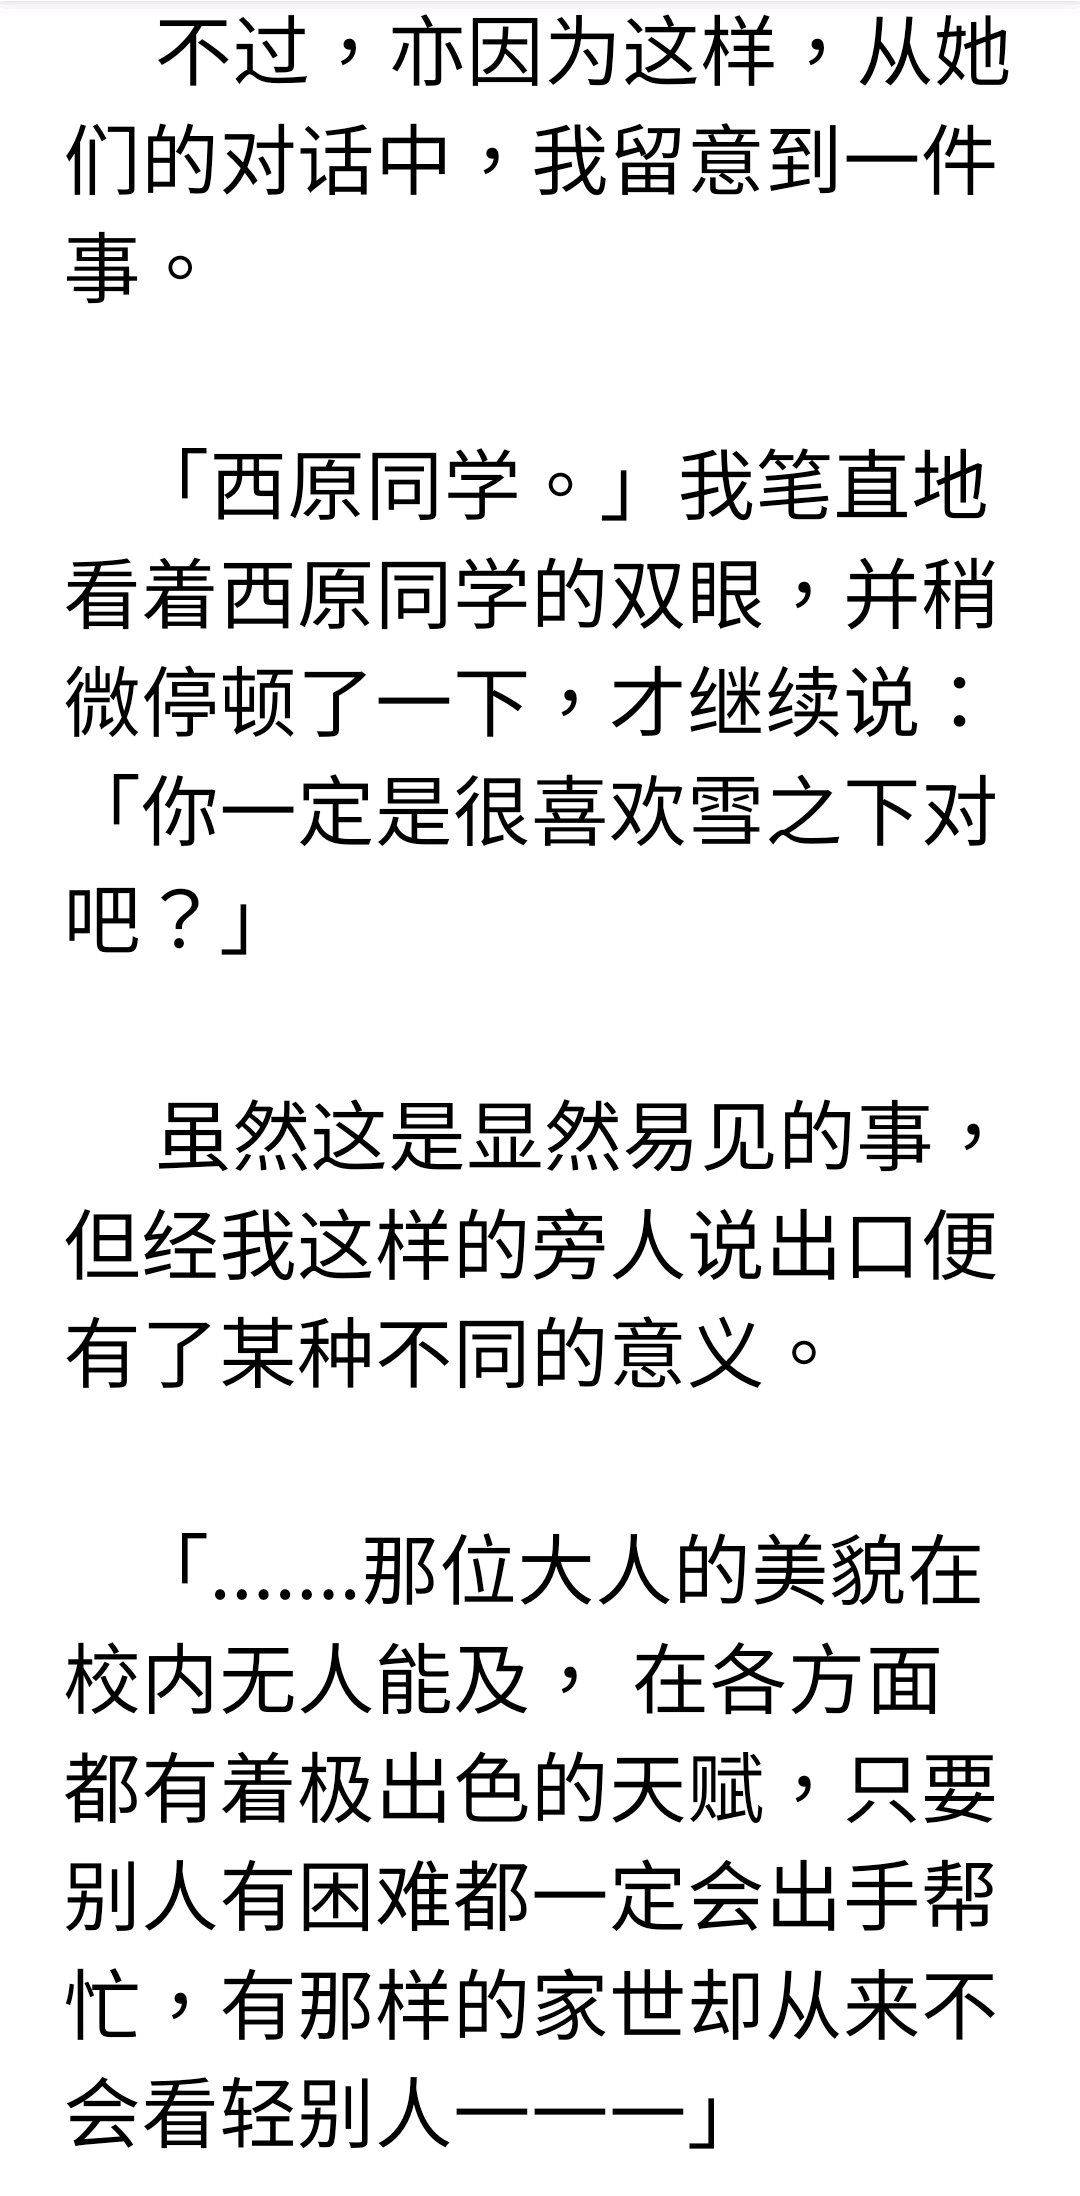 不过，亦因为这样，从她
们的对话中，我留意到一件
事。
「西原同学。」我笔直地
看着西原同学的双眼，并稍
微停顿了一下，才继续说：
「你一定是很喜欢雪之下对
吧？」
虽然这是显然易见的事，
但经我这样的旁人说出口便
有了某种不同的意义。
「.......那位大人的美貌在
校内无人能及， 在各方面
都有着极出色的天赋，只要
别人有困难都一定会出手帮
忙，有那样的家世却从来不
会看轻别人一一一」